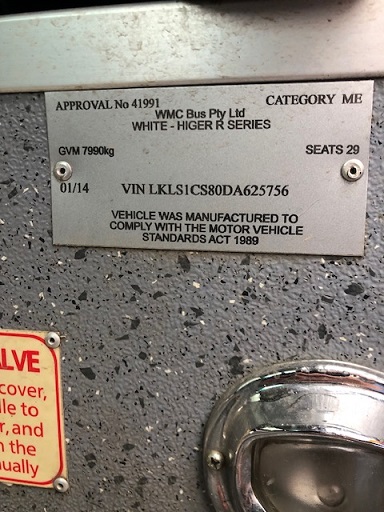 APPROVAL No 41991 CATEGORY ME
WMC Bus Pty Ltd
WHITE - HIGER R SERIES
GVM 7990kg SEATS 29
01/14 VIN LKLS1CS80DA625756
VEHICLE WAS MANUFACTURED TO
COMPLY WITH THE MOTOR VEHICLE
STANDARDS ACT 1989
ALVE
cover,
le to
r, and
n the
ually